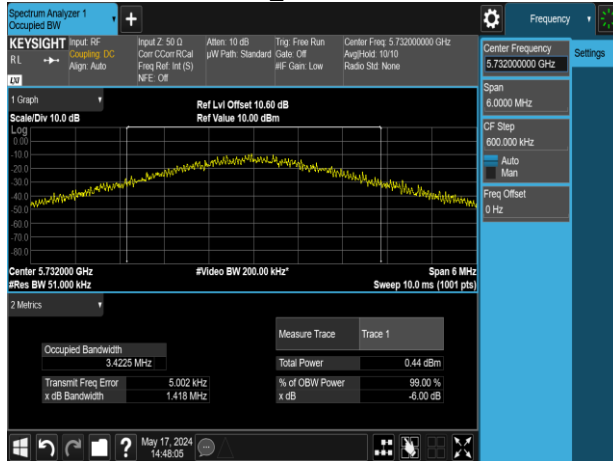 Spectrum Analyzer 1
Occupied BW
Frequency
KEYSIGHT
RL
Input: RF
Coupling: DC
Align: Auto
Input Z: 50 Ω
Corr CCorr RCal
Freq Ref: Int (S)
NFE: Off
Atten: 10 dB
µW Path: Standard
Trig: Free Run
Gate: Off
#IF Gain: Low
Center Freq: 5.732000000 GHz
Avg|Hold: 10/10
Radio Std: None
LXI
Center Frequency
5.732000000 GHz
Settings
Span
6.0000 MHz
CF Step
600.000 kHz
Auto
Man
Freq Offset
0 Hz
1 Graph
Scale/Div 10.0 dB
Ref Lvl Offset 10.60 dB
Ref Value 10.00 dBm
Log
0.00
-10.0
-20.0
-30.0
-40.0
-50.0
-60.0
-70.0
-80.0
Center 5.732000 GHz
#Res BW 51.000 kHz
#Video BW 200.00 kHz*
Span 6 MHz
Sweep 10.0 ms (1001 pts)
2 Metrics
Measure Trace Trace 1
Occupied Bandwidth
3.4225 MHz
Total Power 0.44 dBm
Transmit Freq Error 5.002 kHz
% of OBW Power 99.00 %
x dB Bandwidth 1.418 MHz
x dB -6.00 dB
?
May 17, 2024
14:48:05